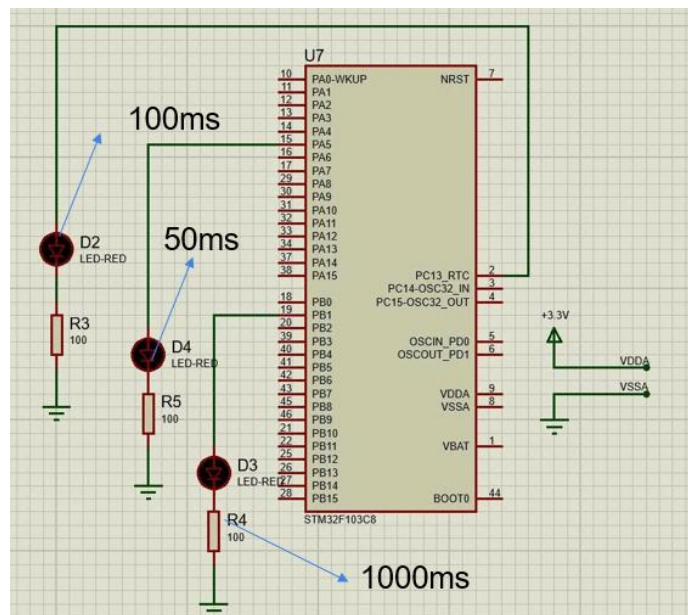 U7
10 PA0-WKUP NRST 7
11 PA1
12 PA2
13 PA3
14 PA4
15 PA5
16 PA6
17 PA7
29 PA8
30 PA9
31 PA10
32 PA11
33 PA12
34 PA13
37 PA14
38 PA15
PC13_RTC 2
PC14-OSC32_IN 3
PC15-OSC32_OUT 4
18 PB0
19 PB1
20 PB2
39 PB3
40 PB4
41 PB5
42 PB6
43 PB7
45 PB8
46 PB9
21 PB10
22 PB11
25 PB12
26 PB13
27 PB14
28 PB15
OSCIN_PD0 5
OSCOUT_PD1 6
VDDA 9
VSSA 8
VBAT 1
BOOT0 44
STM32F103C8
100ms
D2
LED-RED
R3
100
50ms
D4
LED-RED
R5
100
D3
LED-RED
R4
100
1000ms
+3.3V
VDDA
VSSA